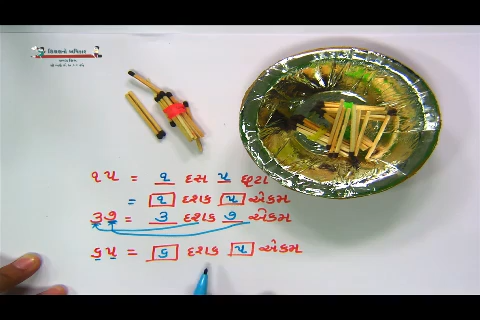 ૧૫ = ૧ દસ ૫ છૂટા
= ૧ દશક ૫ એકમ
૩૭ = ૩ દશક ૭ એકમ
૬૫ = ૬ દશક ૫ એકમ